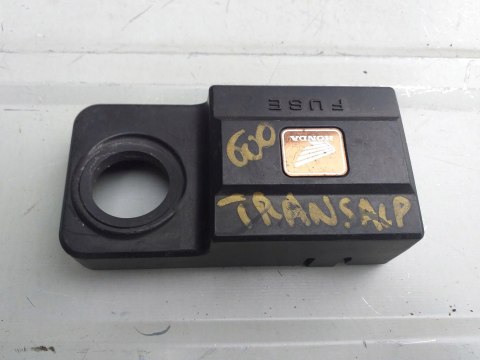 FUSE
HONDA
600
TRANSALP